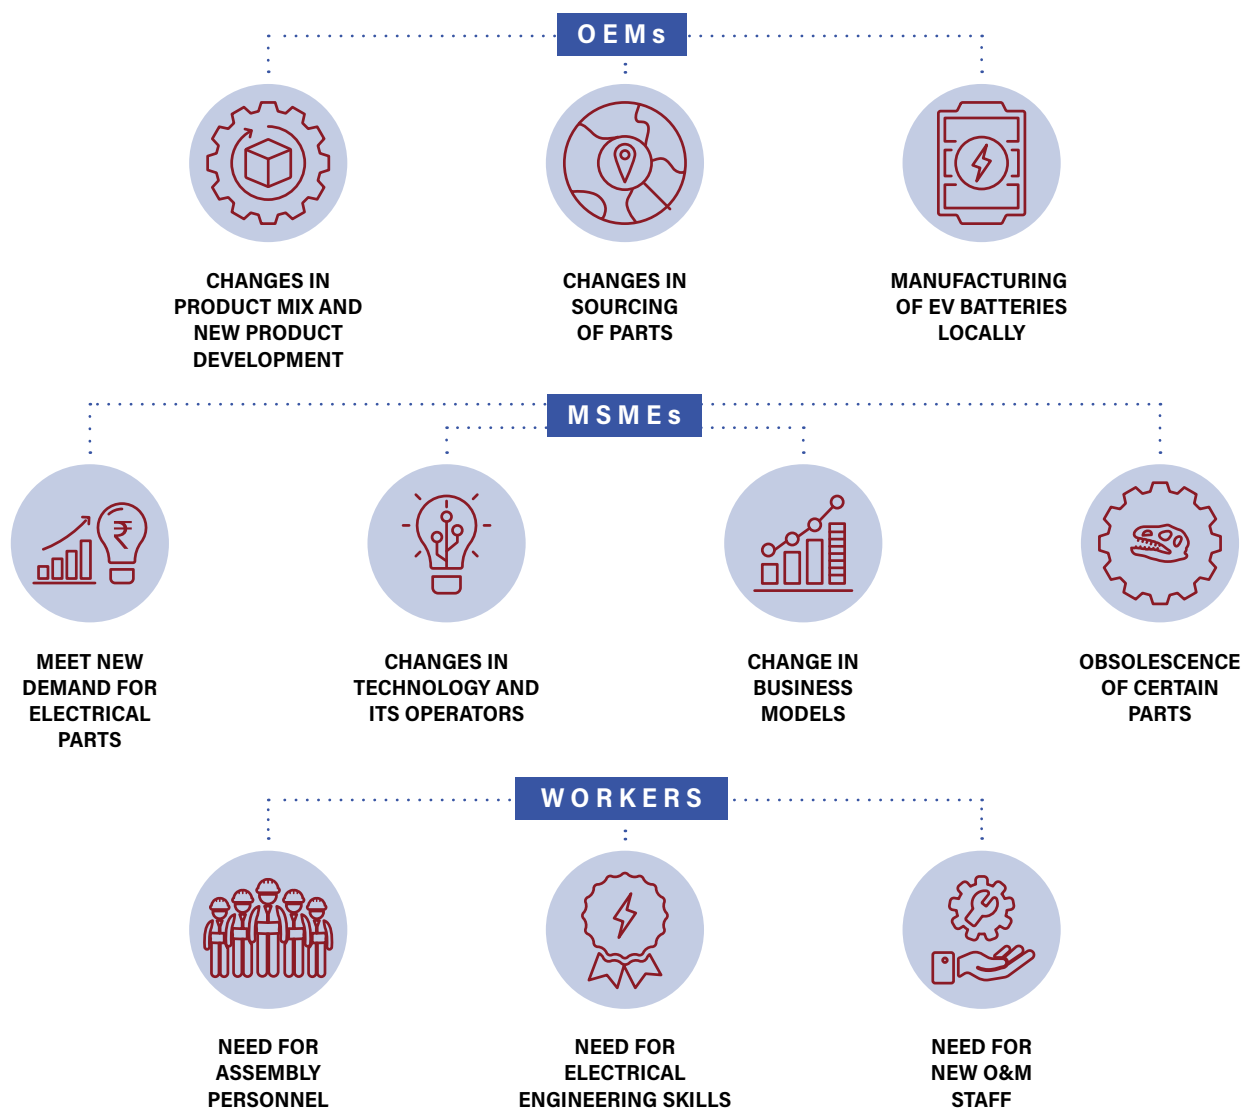 OEMs
CHANGES IN
PRODUCT MIX AND
NEW PRODUCT
DEVELOPMENT
CHANGES IN
SOURCING
OF PARTS
MANUFACTURING
OF EV BATTERIES
LOCALLY
MSMEs
₹
MEET NEW
DEMAND FOR
ELECTRICAL
PARTS
CHANGES IN
TECHNOLOGY AND
ITS OPERATORS
CHANGE IN
BUSINESS
MODELS
OBSOLESCENCE
OF CERTAIN
PARTS
WORKERS
NEED FOR
ASSEMBLY
PERSONNEL
NEED FOR
ELECTRICAL
ENGINEERING SKILLS
NEED FOR
NEW O&M
STAFF